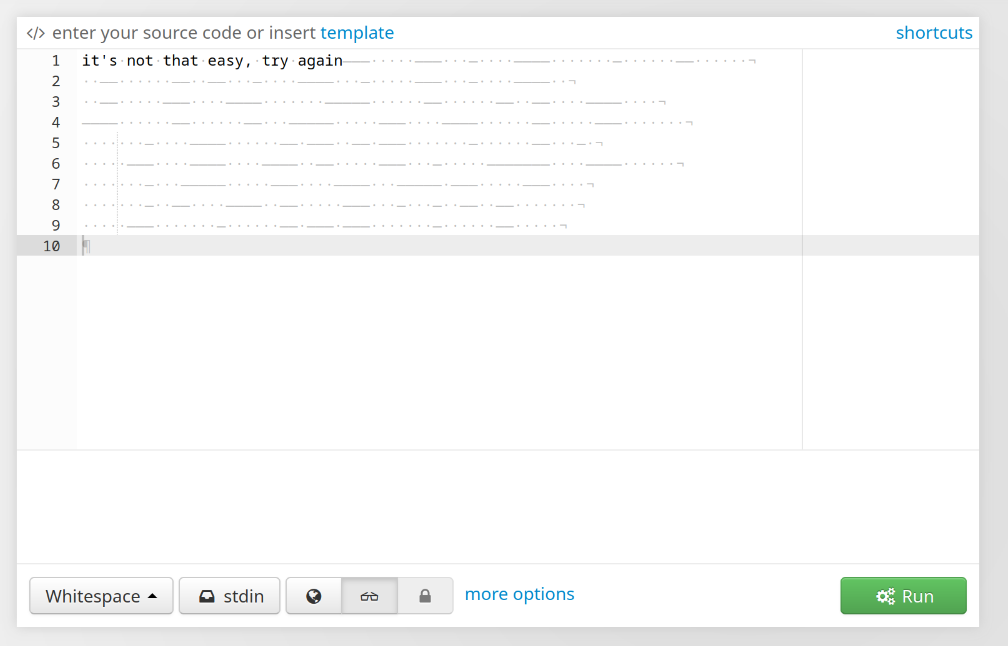 </> enter your source code or insert template
shortcuts
1 it's not that easy, try again
2
3
4
5
6
7
8
9
10
Whitespace
stdin
more options
Run